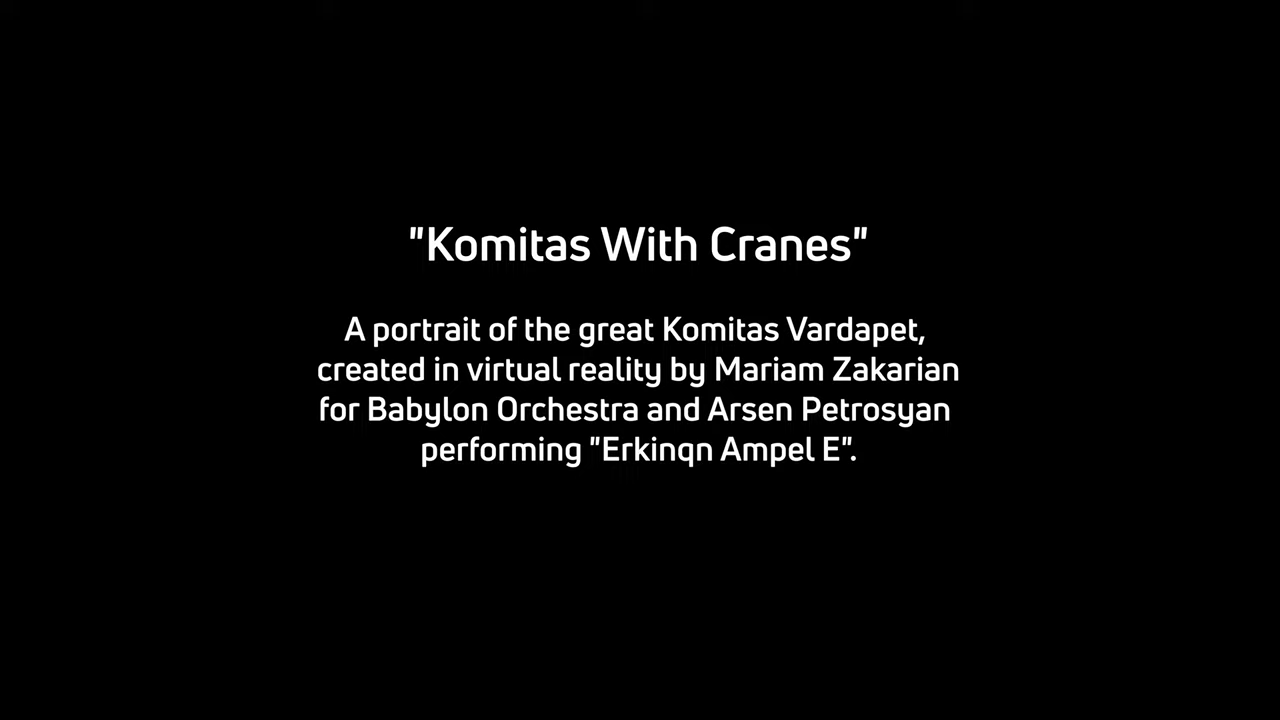 "Komitas With Cranes"
A portrait of the great Komitas Vardapet,
created in virtual reality by Mariam Zakarian
for Babylon Orchestra and Arsen Petrosyan
performing "Erkinqn Ampel E".